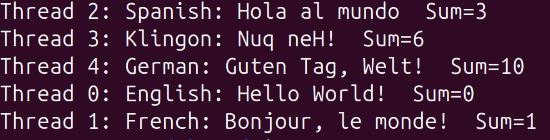 Thread 2: Spanish: Hola al mundo  Sum=3
Thread 3: Klingon: Nuq neH!  Sum=6
Thread 4: German: Guten Tag, Welt!  Sum=10
Thread 0: English: Hello World!  Sum=0
Thread 1: French: Bonjour, le monde!  Sum=1